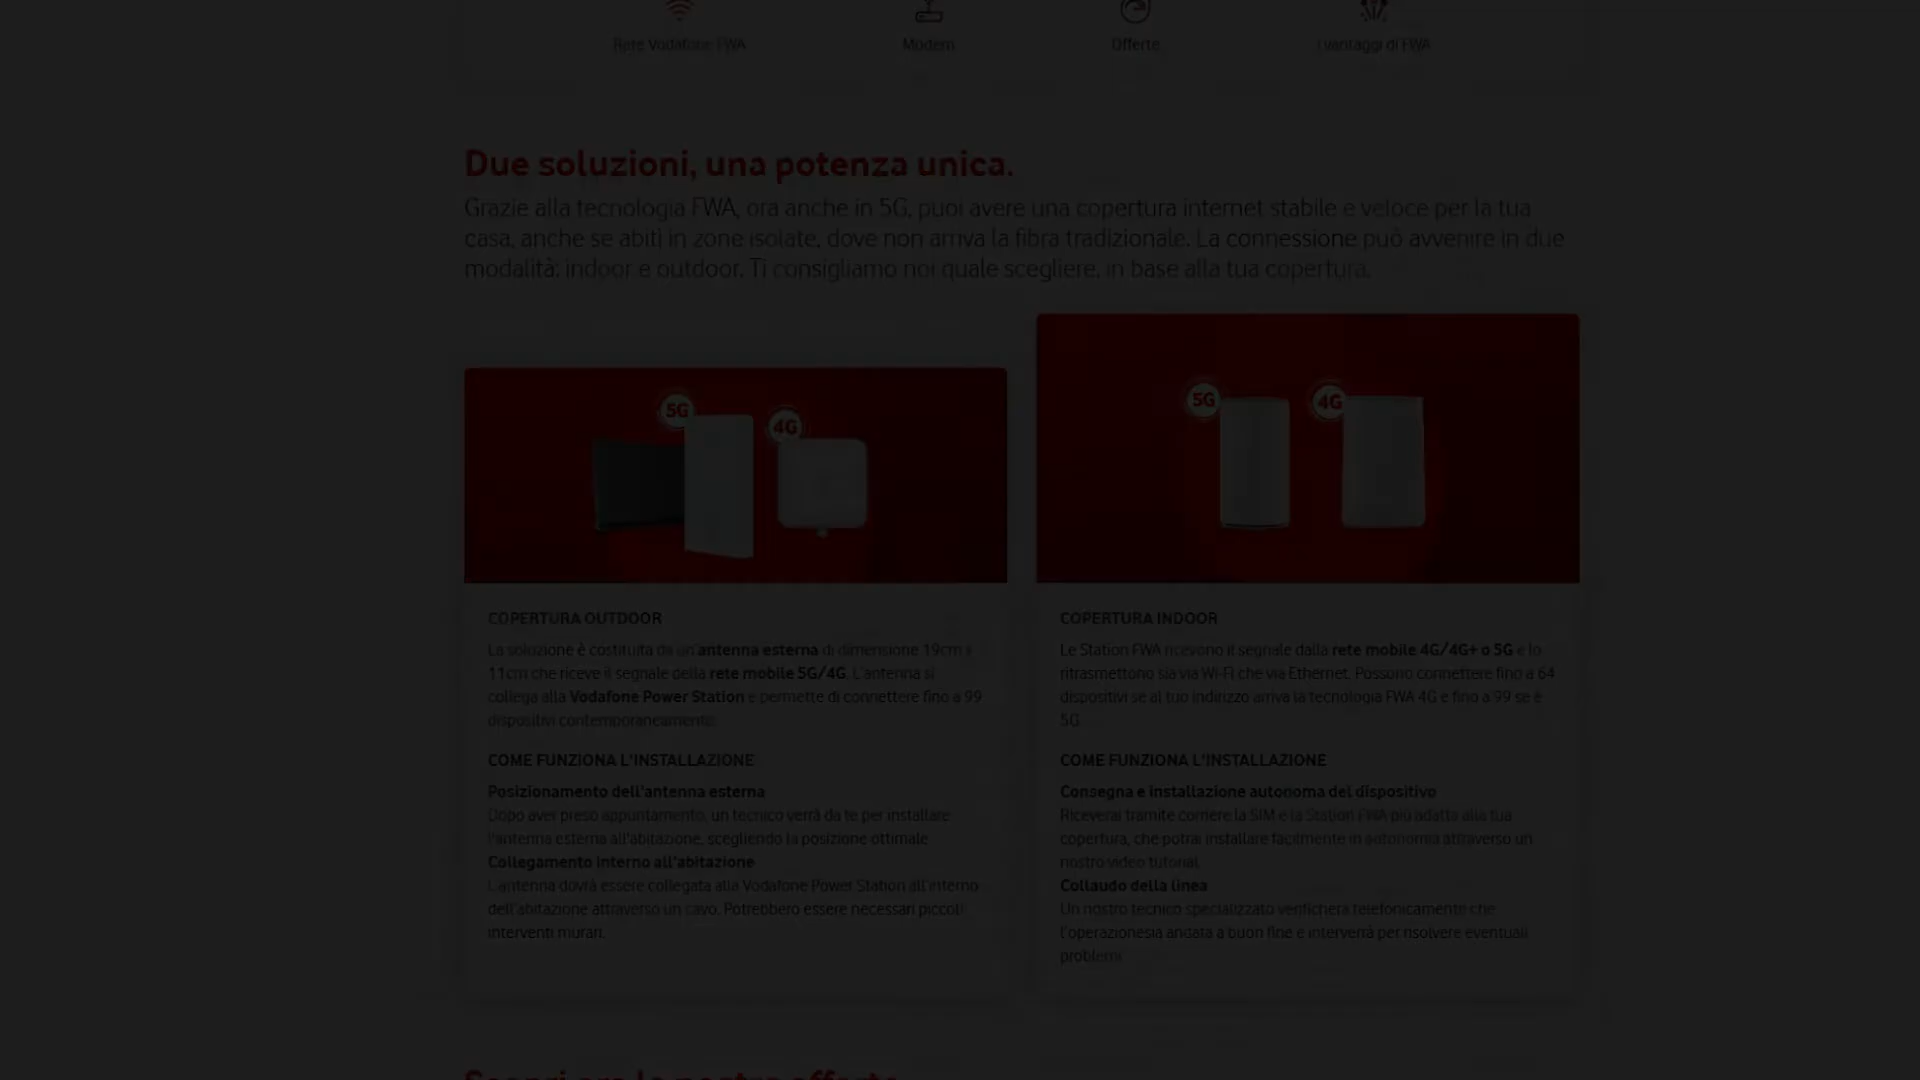 Rete Vodafone FWA
Modem
Offerte
I vantaggi di FWA
Due soluzioni, una potenza unica.
Grazie alla tecnologia FWA, ora anche in 5G, puoi avere una copertura internet stabile e veloce per la tua
casa, anche se abiti in zone isolate, dove non arriva la fibra tradizionale. La connessione può avvenire in due
modalità: indoor e outdoor. Ti consigliamo noi quale scegliere, in base alla tua copertura.
5G
4G
COPERTURA OUTDOOR
La soluzione è costituita da un'antenna esterna di dimensione 19cm x
11cm che riceve il segnale della rete mobile 5G/4G. L'antenna si
collega alla Vodafone Power Station e permette di connettere fino a 99
dispositivi contemporaneamente.
COME FUNZIONA L'INSTALLAZIONE
Posizionamento dell'antenna esterna
Dopo aver preso appuntamento, un tecnico verrà da te per installare
l'antenna esterna all'abitazione, scegliendo la posizione ottimale
Collegamento interno all'abitazione
L'antenna dovrà essere collegata alla Vodafone Power Station all'interno
dell'abitazione attraverso un cavo. Potrebbero essere necessari piccoli
interventi murari.
5G
4G
COPERTURA INDOOR
Le Station FWA ricevono il segnale dalla rete mobile 4G/4G+ o 5G e lo
ritrasmettono sia via Wi-Fi che via Ethernet. Possono connettere fino a 64
dispositivi se al tuo indirizzo arriva la tecnologia FWA 4G e fino a 99 se è
5G
COME FUNZIONA L'INSTALLAZIONE
Consegna e installazione autonoma del dispositivo
Riceverai tramite corriere la SIM e la Station FWA più adatta alla tua
copertura, che potrai installare facilmente in autonomia attraverso un
nostro video tutorial.
Collaudo della linea
Un nostro tecnico specializzato verificherà telefonicamente che
l'operazionesia andata a buon fine e interverrà per risolvere eventuali
problemi
Scopri ora le nostre offerte